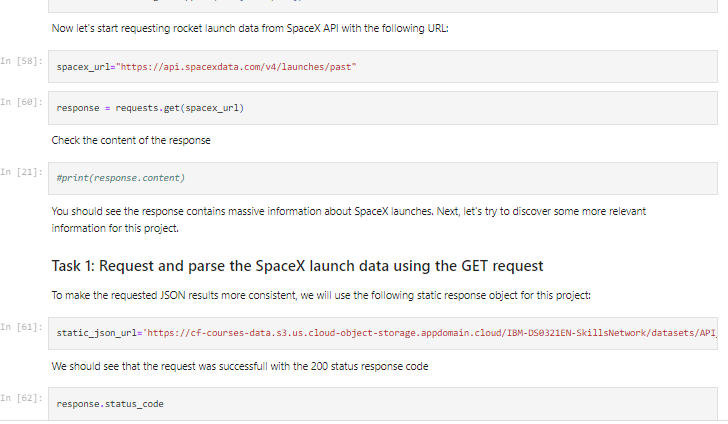 Now let's start requesting rocket launch data from SpaceX API with the following URL:
In [58]:
spacex_url="https://api.spacexdata.com/v4/launches/past"
In [60]:
response = requests.get(spacex_url)
Check the content of the response
In [21]:
#print(response.content)
You should see the response contains massive information about SpaceX launches. Next, let's try to discover some more relevant
information for this project.
Task 1: Request and parse the SpaceX launch data using the GET request
To make the requested JSON results more consistent, we will use the following static response object for this project:
In [61]:
static_json_url='https://cf-courses-data.s3.us.cloud-object-storage.appdomain.cloud/IBM-DS0321EN-SkillsNetwork/datasets/API_
We should see that the request was successfull with the 200 status response code
In [62]:
response.status_code